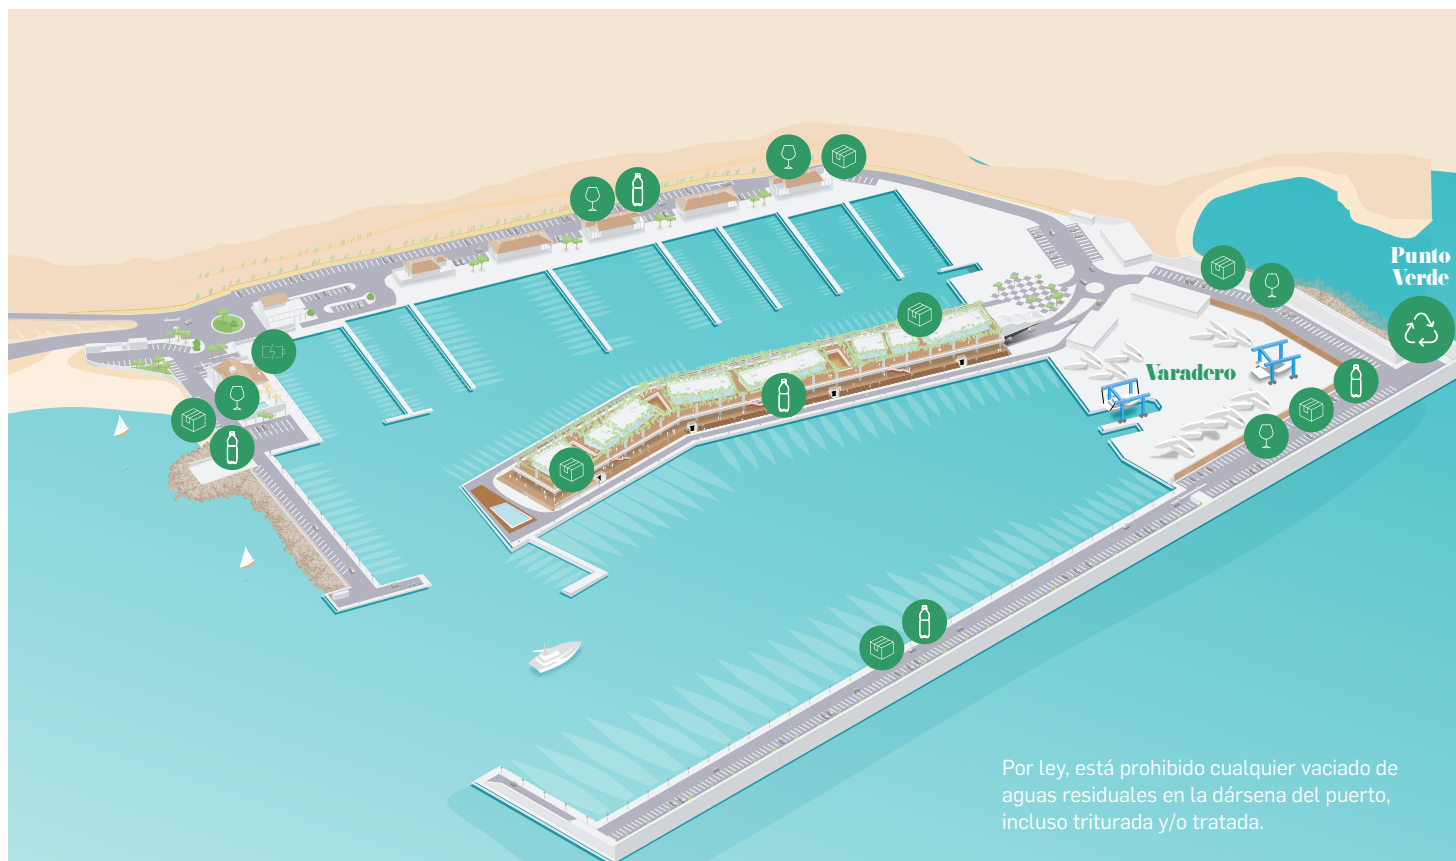 Punto
Verde
Varadero
Por ley, está prohibido cualquier vaciado de
aguas residuales en la dársena del puerto,
incluso triturada y/o tratada.